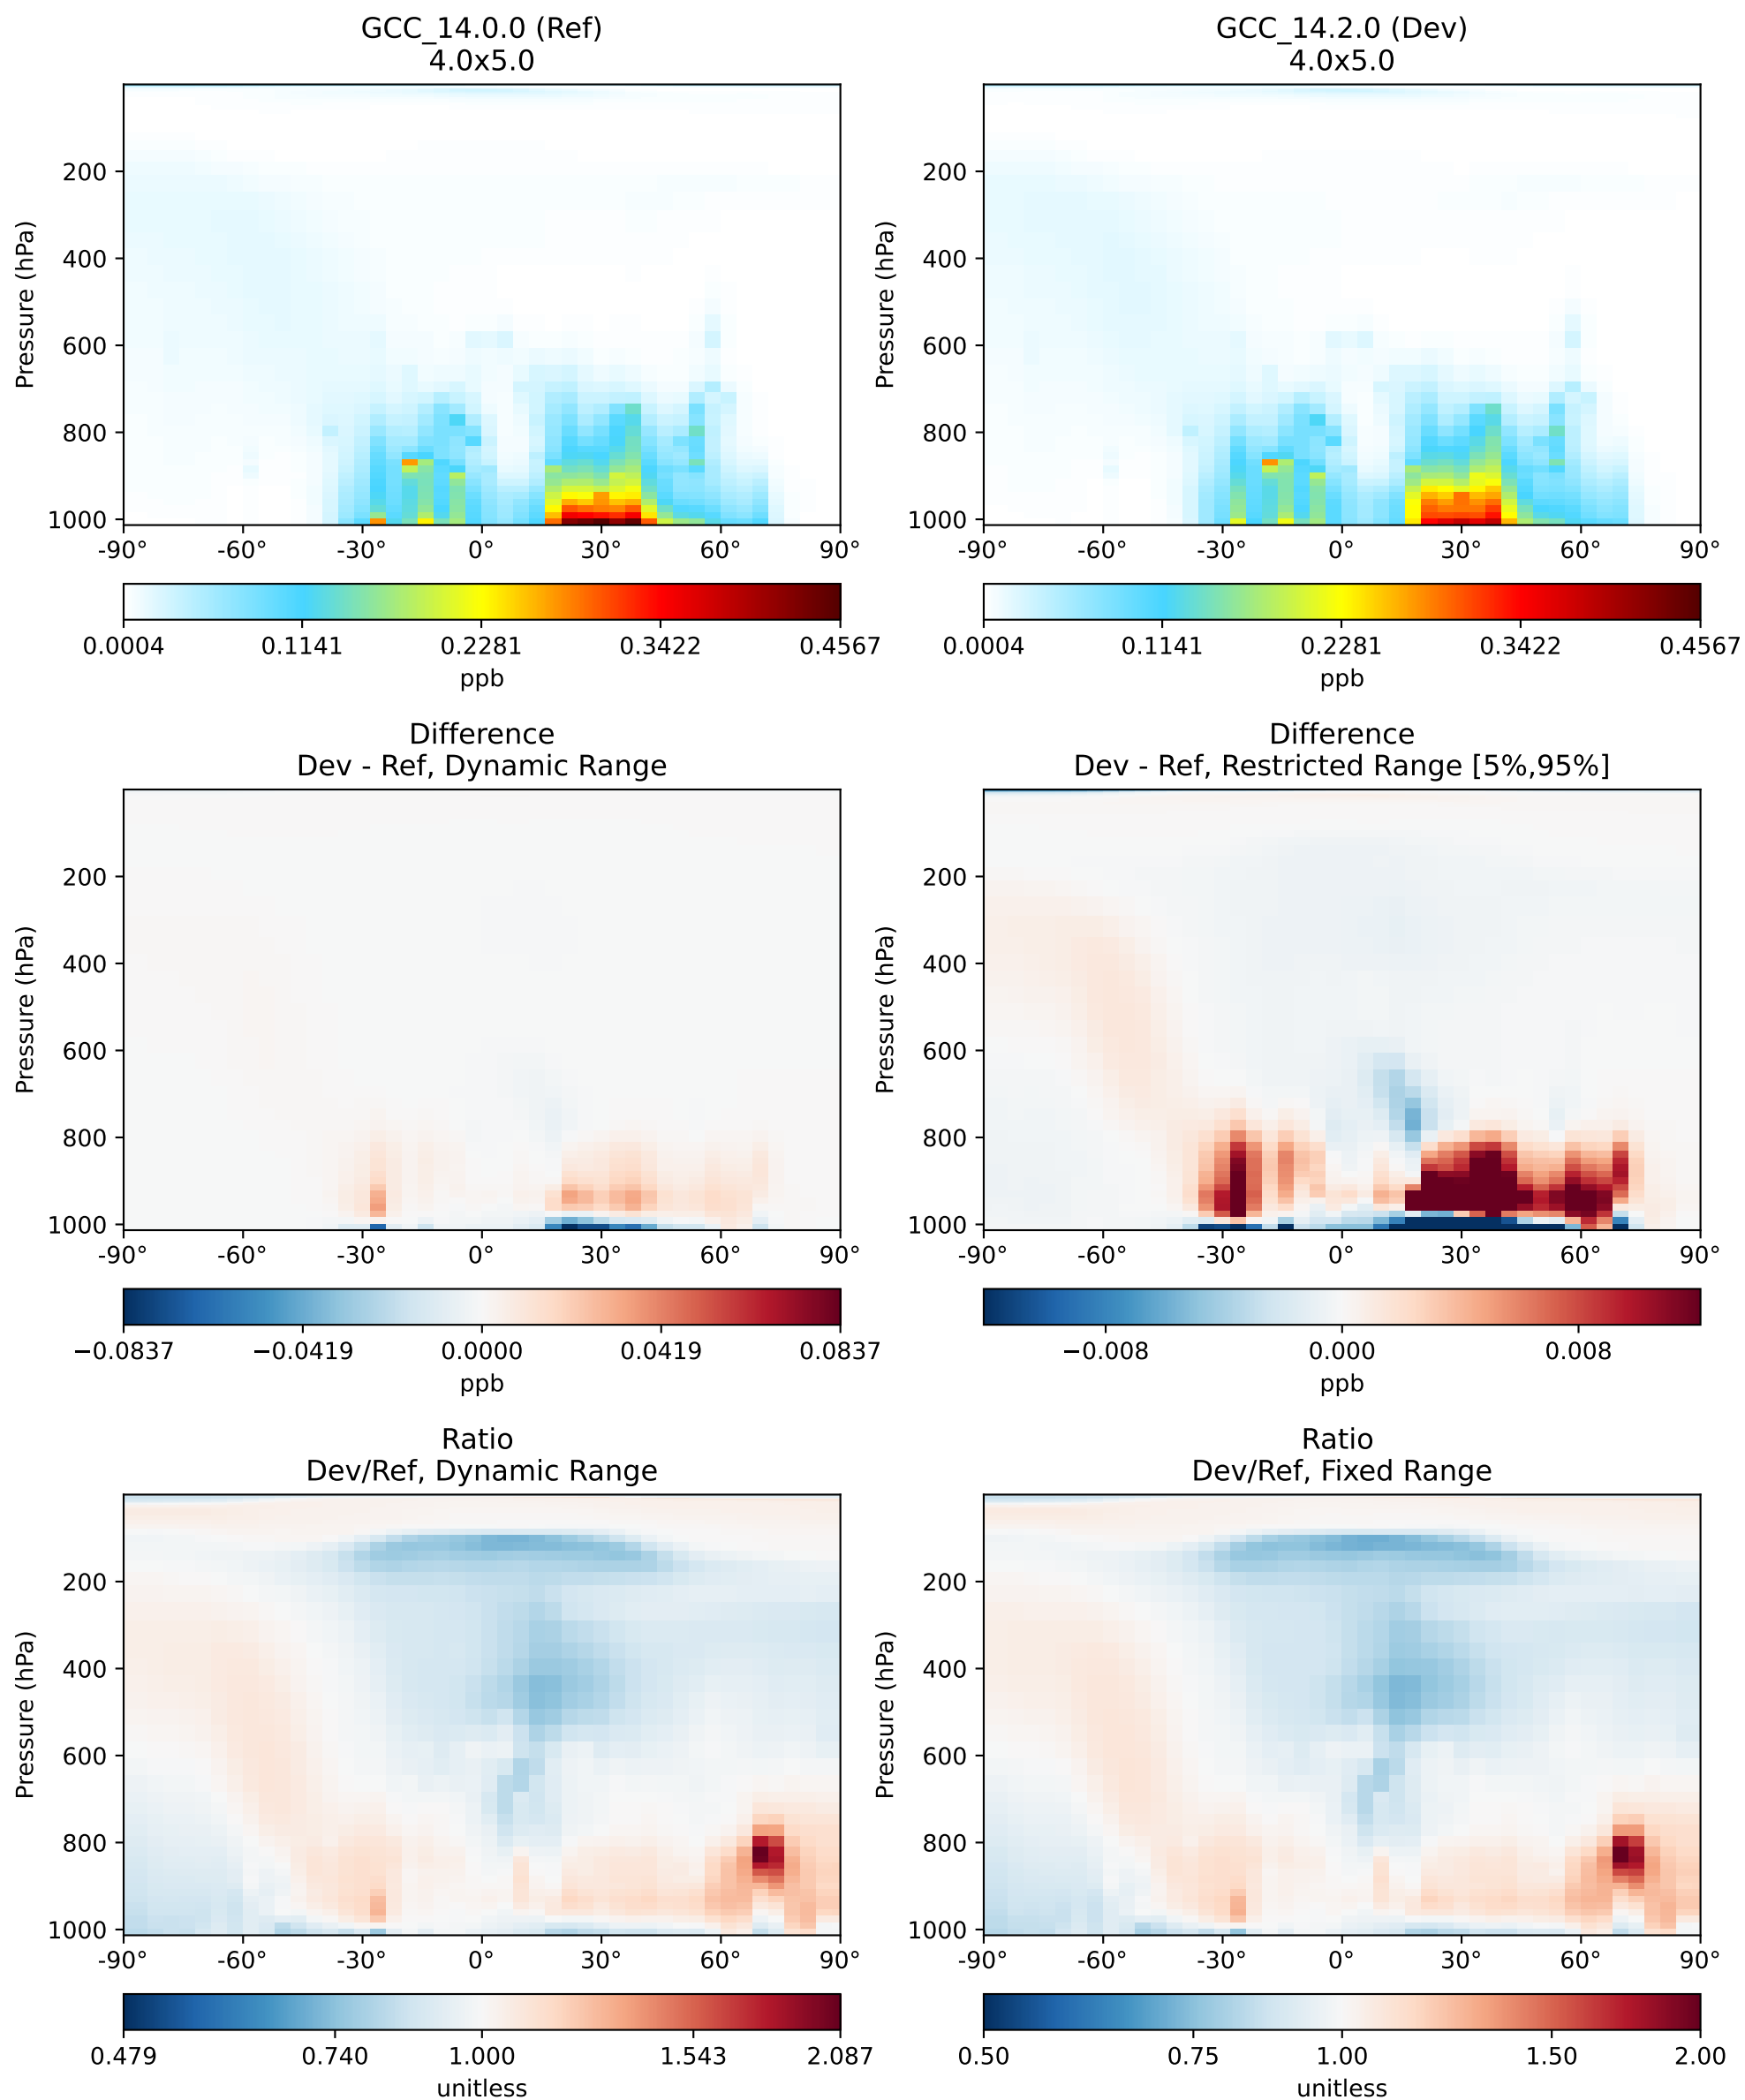 GCC_14.0.0 (Ref)
4.0x5.0
Pressure (hPa)
200
400
600
800
1000
-90° -60° -30° 0° 30° 60° 90°
0.0004 0.1141 0.2281 0.3422 0.4567
ppb
GCC_14.2.0 (Dev)
4.0x5.0
Pressure (hPa)
200
400
600
800
1000
-90° -60° -30° 0° 30° 60° 90°
0.0004 0.1141 0.2281 0.3422 0.4567
ppb
Difference
Dev - Ref, Dynamic Range
Pressure (hPa)
200
400
600
800
1000
-90° -60° -30° 0° 30° 60° 90°
−0.0837 −0.0419 0.0000 0.0419 0.0837
ppb
Difference
Dev - Ref, Restricted Range [5%,95%]
Pressure (hPa)
200
400
600
800
1000
-90° -60° -30° 0° 30° 60° 90°
−0.008 0.000 0.008
ppb
Ratio
Dev/Ref, Dynamic Range
Pressure (hPa)
200
400
600
800
1000
-90° -60° -30° 0° 30° 60° 90°
0.479 0.740 1.000 1.543 2.087
unitless
Ratio
Dev/Ref, Fixed Range
Pressure (hPa)
200
400
600
800
1000
-90° -60° -30° 0° 30° 60° 90°
0.50 0.75 1.00 1.50 2.00
unitless